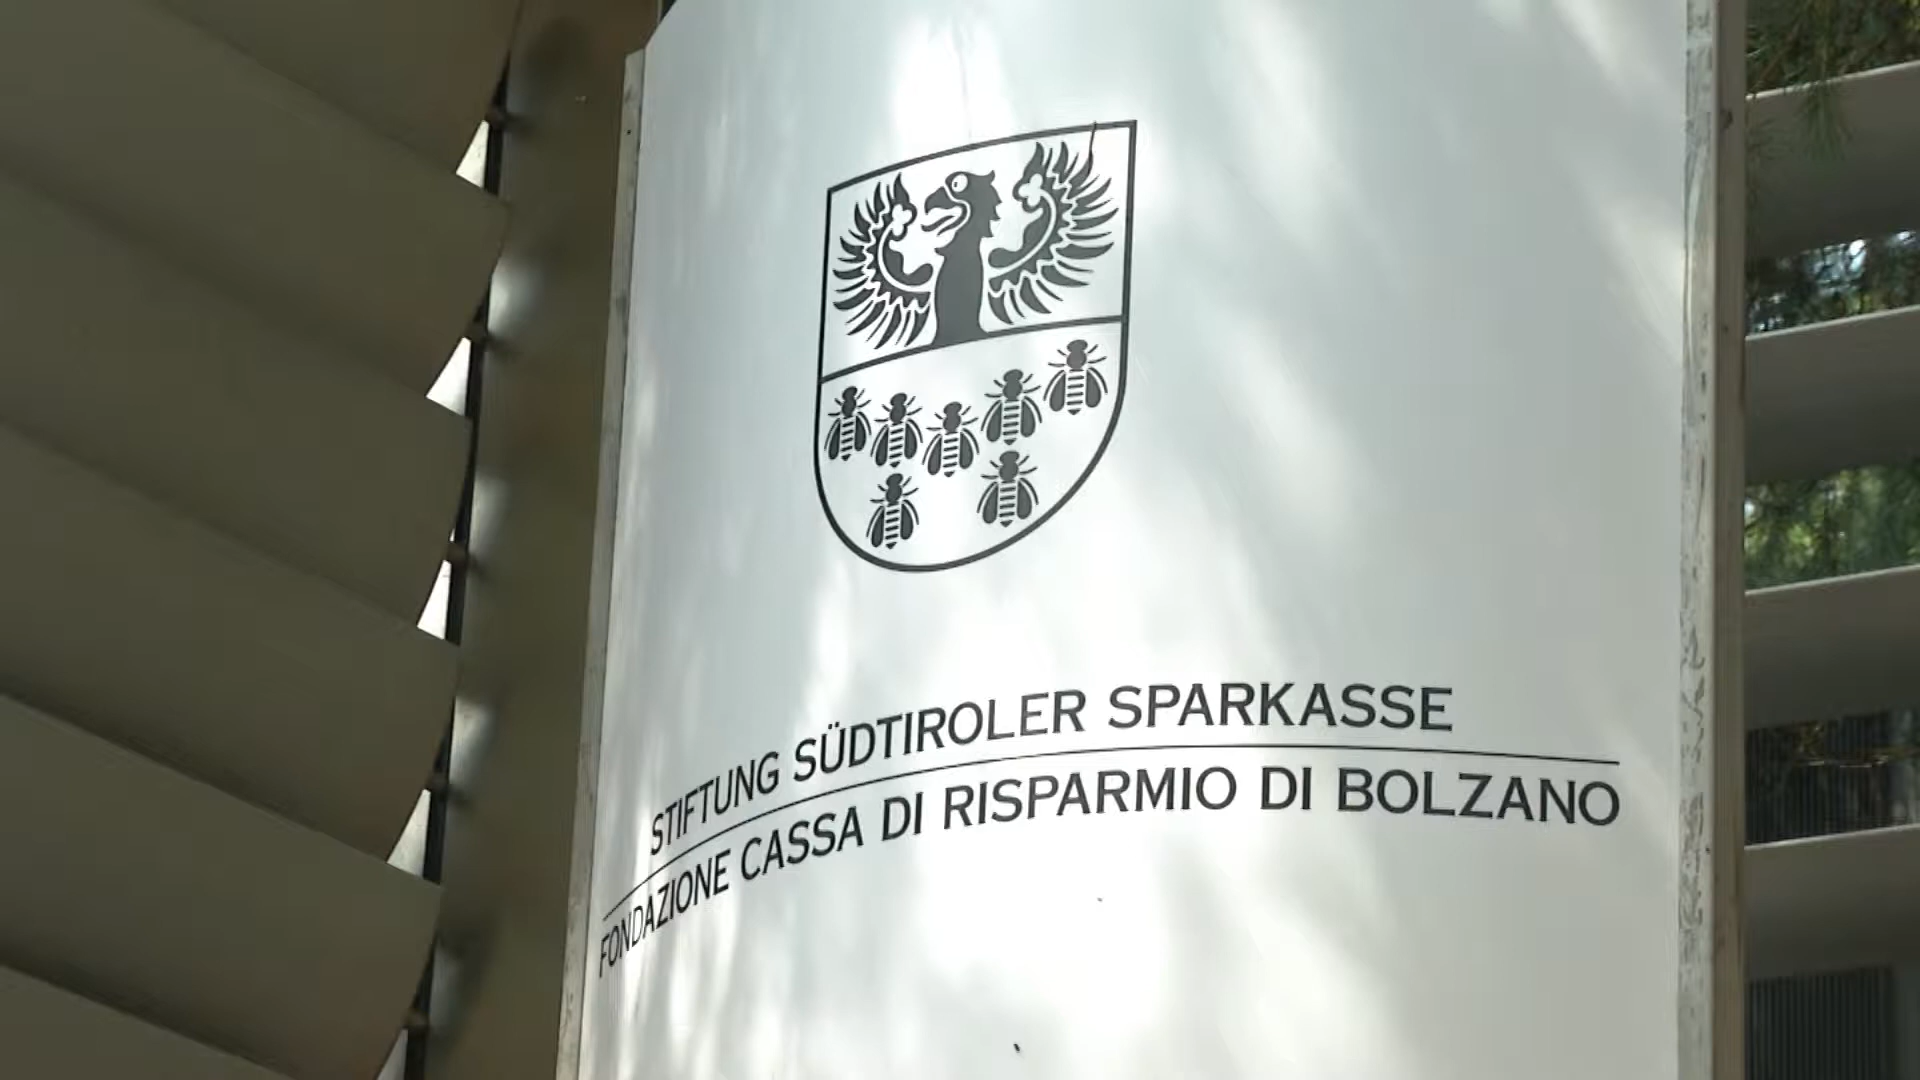 STIFTUNG SÜDTIROLER SPARKASSE
FONDAZIONE CASSA DI RISPARMIO DI BOLZANO